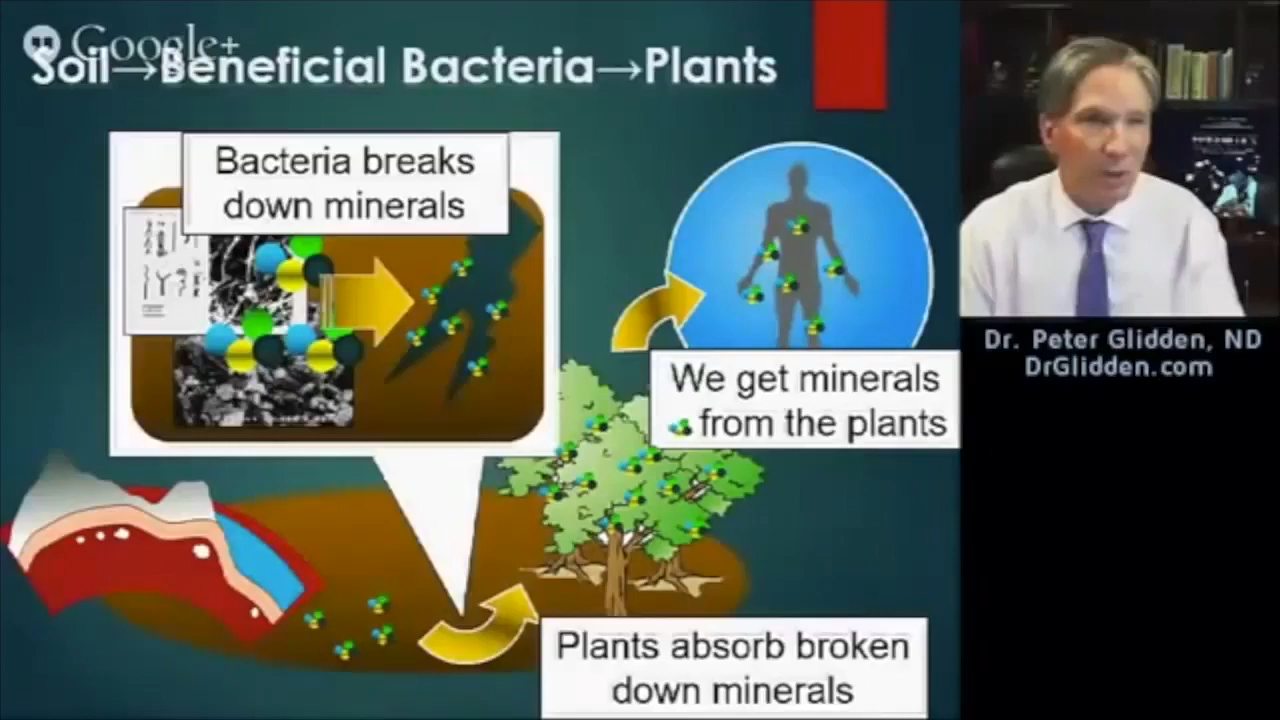 Google+
Soil→Beneficial Bacteria→Plants
Bacteria breaks
down minerals
We get minerals
from the plants
Plants absorb broken
down minerals
Dr. Peter Glidden, ND
DrGlidden.com